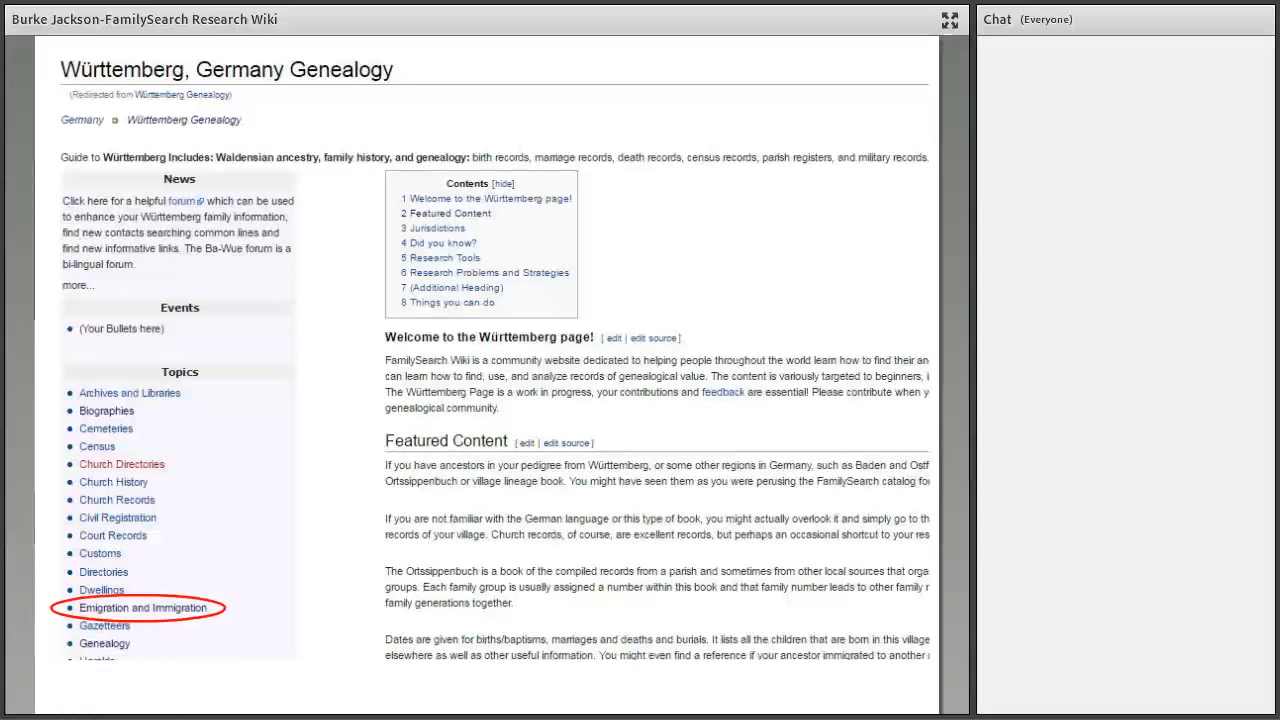 Burke Jackson-FamilySearch Research Wiki
Chat (Everyone)
Württemberg, Germany Genealogy
(Redirected from Württemberg Genealogy)
Germany Württemberg Genealogy
Guide to Württemberg Includes: Waldensian ancestry, family history, and genealogy: birth records, marriage records, death records, census records, parish registers, and military records.
News
Click here for a helpful forum which can be used
to enhance your Württemberg family information,
find new contacts searching common lines and
find new informative links. The Ba-Wue forum is a
bi-lingual forum.
more...
Events
(Your Bullets here)
Topics
Archives and Libraries
Biographies
Cemeteries
Census
Church Directories
Church History
Church Records
Civil Registration
Court Records
Customs
Directories
Dwellings
Emigration and Immigration
Gazetteers
Genealogy
Contents [hide]
1 Welcome to the Württemberg page!
2 Featured Content
3 Jurisdictions
4 Did you know?
5 Research Tools
6 Research Problems and Strategies
7 (Additional Heading)
8 Things you can do
Welcome to the Württemberg page! [ edit | edit source ]
FamilySearch Wiki is a community website dedicated to helping people throughout the world learn how to find their an
can learn how to find, use, and analyze records of genealogical value. The content is variously targeted to beginners, i
The Württemberg Page is a work in progress, your contributions and feedback are essential! Please contribute when y
genealogical community.
Featured Content [ edit | edit source ]
If you have ancestors in your pedigree from Württemberg, or some other regions in Germany, such as Baden and Ostf
Ortssippenbuch or village lineage book. You might have seen them as you were perusing the FamilySearch catalog for
If you are not familiar with the German language or this type of book, you might actually overlook it and simply go to th
records of your village. Church records, of course, are excellent records, but perhaps an occasional shortcut to your res
The Ortssippenbuch is a book of the compiled records from a parish and sometimes from other local sources that orga
groups. Each family group is usually assigned a number within this book and that family number leads to other family r
family generations together.
Dates are given for births/baptisms, marriages and deaths and burials. It lists all the children that are born in this village
elsewhere as well as other useful information. You might even find a reference if your ancestor immigrated to another